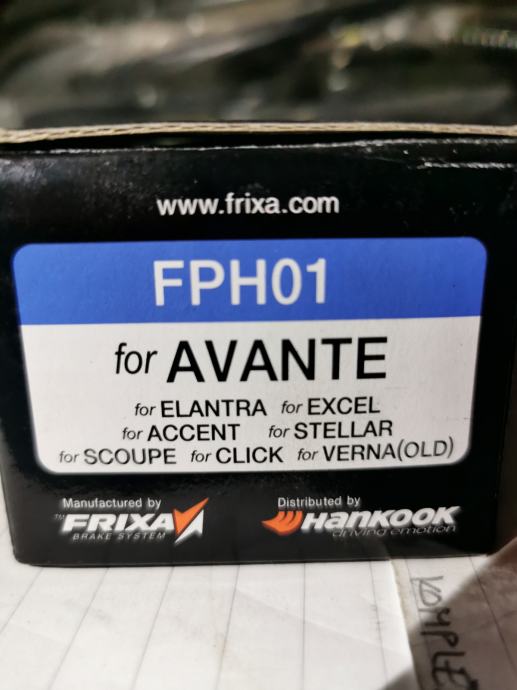 www.frixa.com
FPH01
for AVANTE
for ELANTRA for EXCEL
for ACCENT for STELLAR
for SCOUPE for CLICK for VERNA(OLD)
Manufactured by
Distributed by
TM FRIXA
BRAKE SYSTEM
HANKOOK
driving emotion